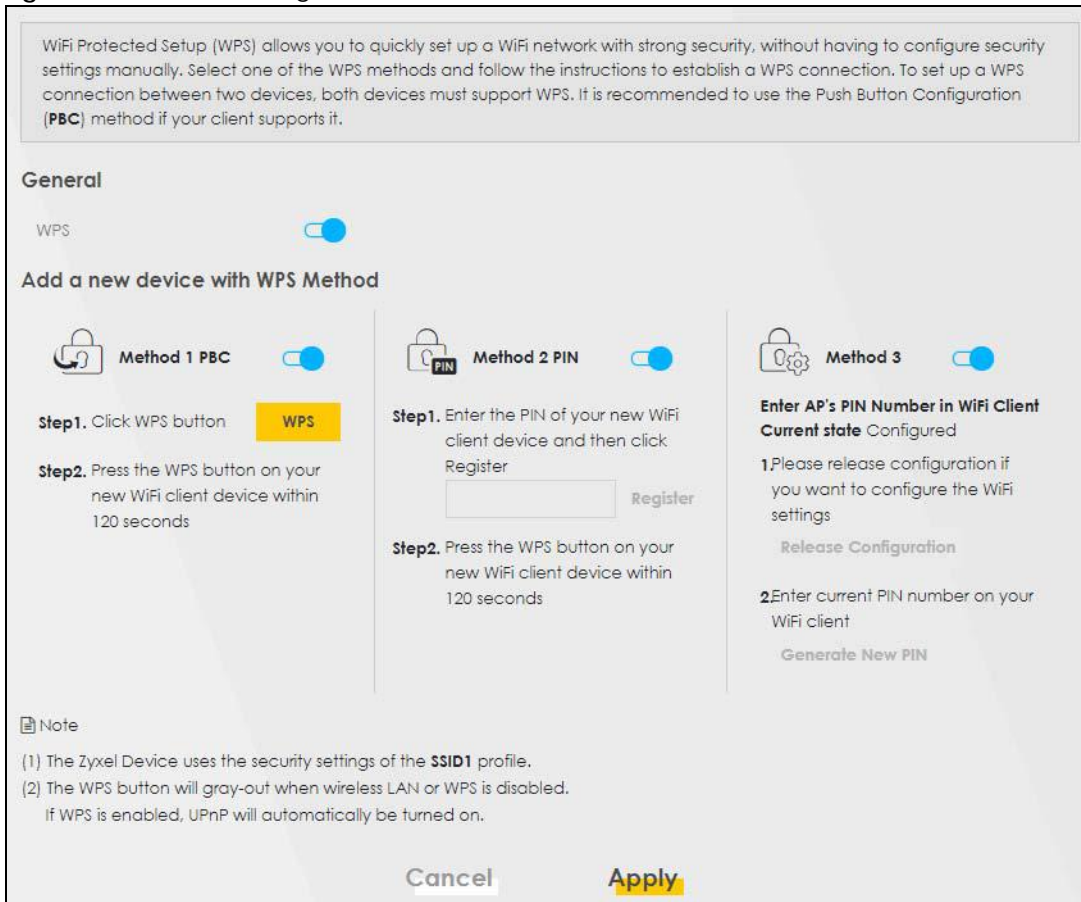 WiFi Protected Setup (WPS) allows you to quickly set up a WiFi network with strong security, without having to configure security
settings manually. Select one of the WPS methods and follow the instructions to establish a WPS connection. To set up a WPS
connection between two devices, both devices must support WPS. It is recommended to use the Push Button Configuration
(PBC) method if your client supports it.
General
WPS
Add a new device with WPS Method
Method 1 PBC
Step1. Click WPS button
WPS
Step2. Press the WPS button on your
new WiFi client device within
120 seconds
PIN
Method 2 PIN
Step1. Enter the PIN of your new WiFi
client device and then click
Register
Register
Step2. Press the WPS button on your
new WiFi client device within
120 seconds
Method 3
Enter AP's PIN Number in WiFi Client
Current state Configured
1.Please release configuration if
you want to configure the WiFi
settings
Release Configuration
2.Enter current PIN number on your
WiFi client
Generate New PIN
Note
(1) The Zyxel Device uses the security settings of the SSID1 profile.
(2) The WPS button will gray-out when wireless LAN or WPS is disabled.
If WPS is enabled, UPnP will automatically be turned on.
Cancel
Apply